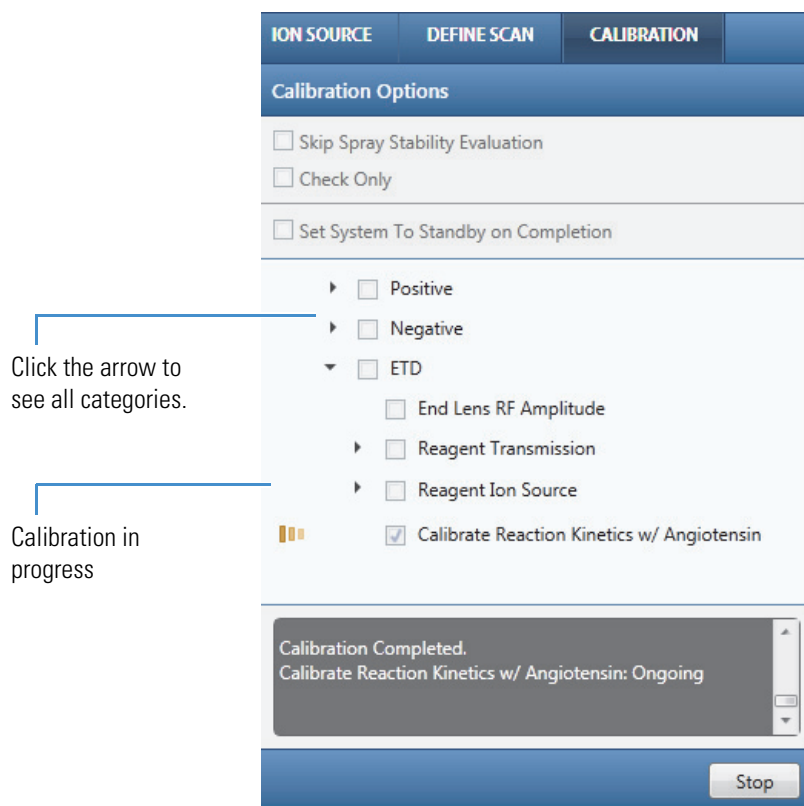 ION SOURCE DEFINE SCAN CALIBRATION
Calibration Options
Skip Spray Stability Evaluation
Check Only
Set System To Standby on Completion
Positive
Negative
Click the arrow to
see all categories.
ETD
End Lens RF Amplitude
Reagent Transmission
Reagent Ion Source
Calibration in
progress
Calibrate Reaction Kinetics w/ Angiotensin
Calibration Completed.
Calibrate Reaction Kinetics w/ Angiotensin: Ongoing
Stop